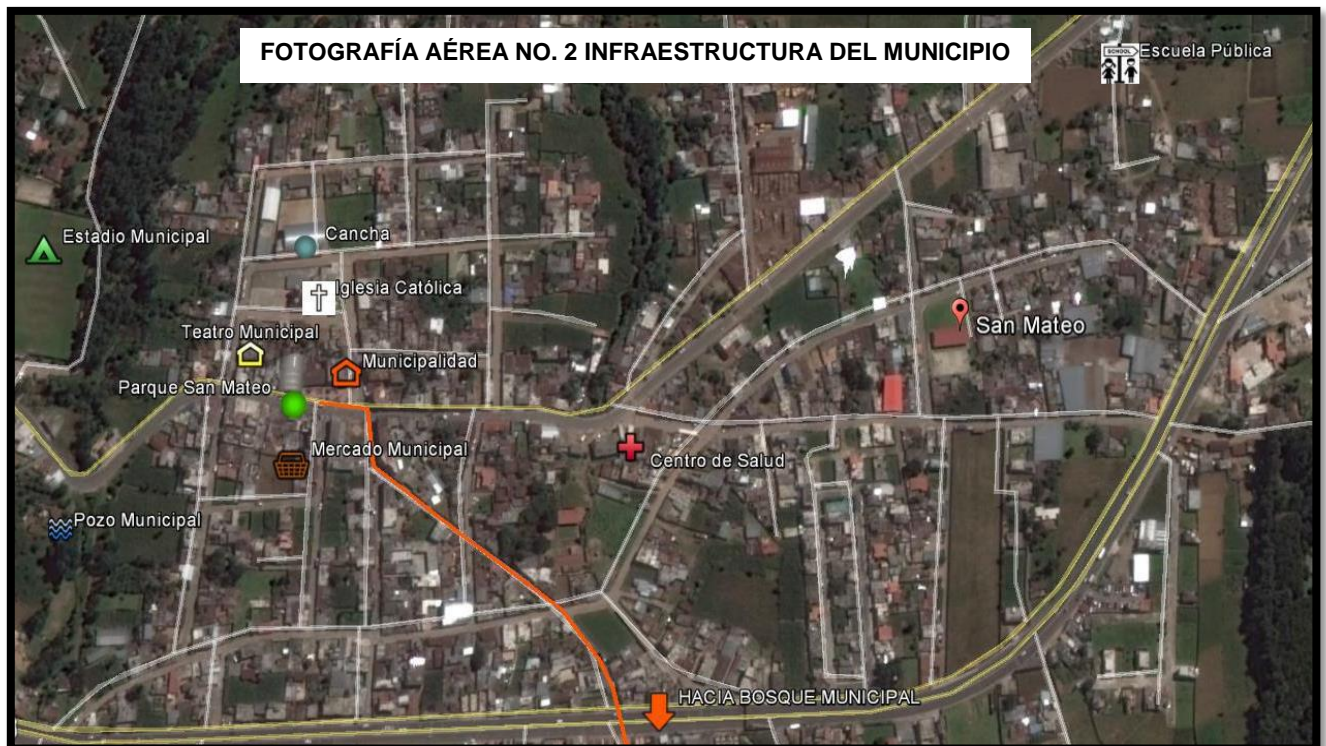 FOTOGRAFÍA AÉREA NO. 2 INFRAESTRUCTURA DEL MUNICIPIO
SCHOOL
Escuela Pública
Estadio Municipal
Cancha
Iglesia Católica
San Mateo
Teatro Municipal
Municipalidad
Parque San Mateo
Mercado Municipal
Centro de Salud
Pozo Municipal
HACIA BOSQUE MUNICIPAL